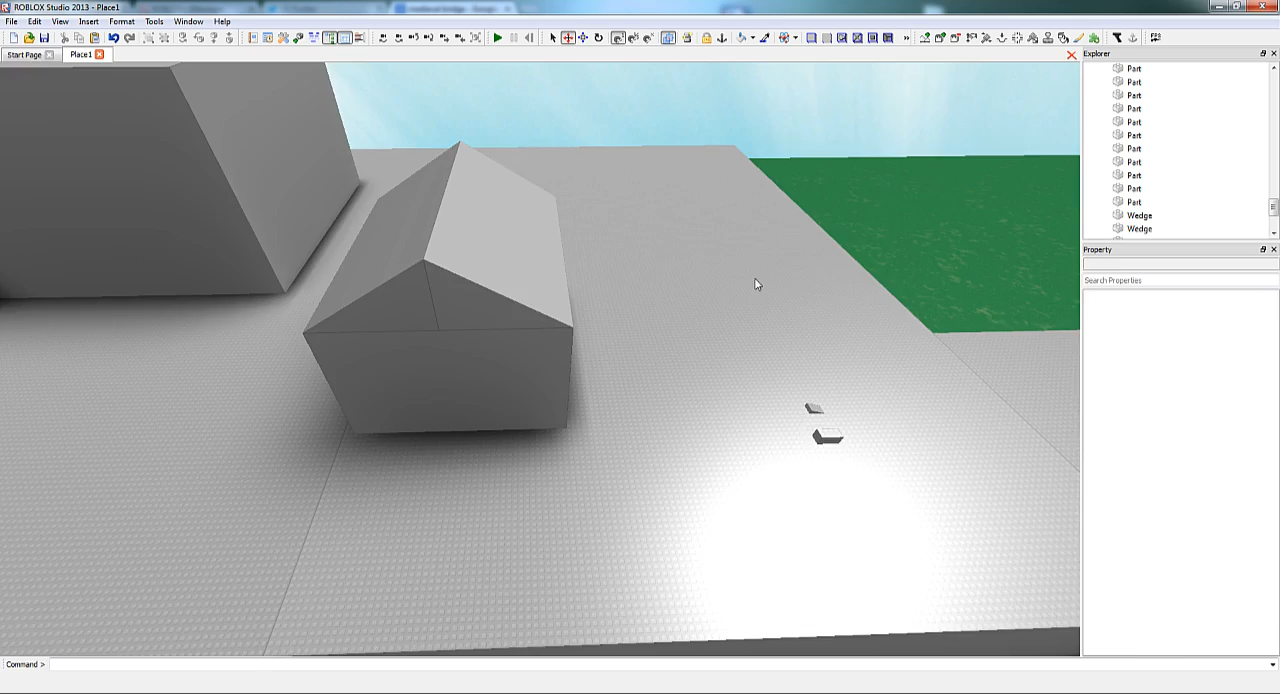 ROBLOX Studio 2013 - Place1
File Edit View Insert Format Tools Window Help
Start Page Place1
Explorer
Part
Part
Part
Part
Part
Part
Part
Part
Part
Part
Part
Wedge
Wedge
Property
Search Properties
Command >